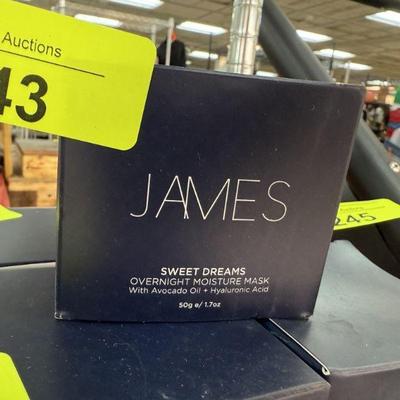 Auctions
43
JAMES
SWEET DREAMS
OVERNIGHT MOISTURE MASK
With Avocado Oil + Hyaluronic Acid
50g e/ 1.7oz
245